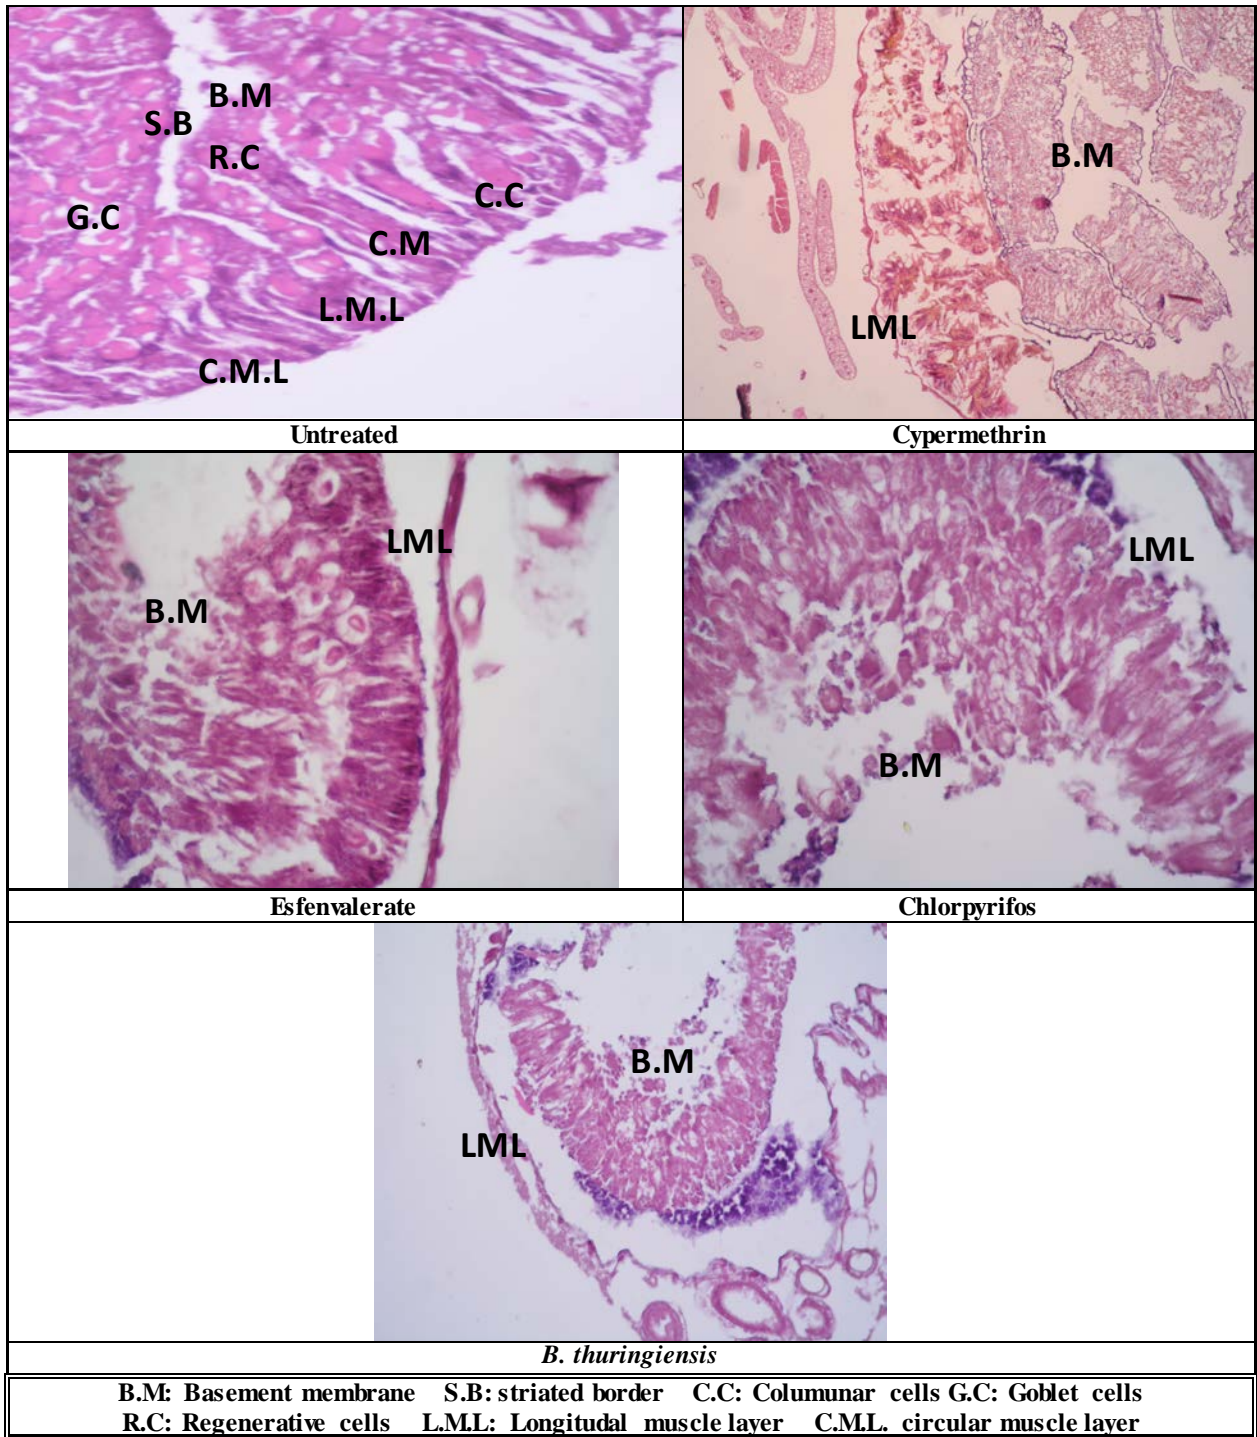 B.M
S.B
R.C
G.C
C.C
C.M
L.M.L
C.M.L
B.M
LML
Untreated
Cypermethrin
LML
B.M
LML
B.M
Esfenvalerate
Chlorpyrifos
B.M
LML
B. thuringiensis
B.M: Basement membrane S.B: striated border C.C: Columunar cells G.C: Goblet cells
R.C: Regenerative cells L.M.L: Longitudal muscle layer C.M.L. circular muscle layer